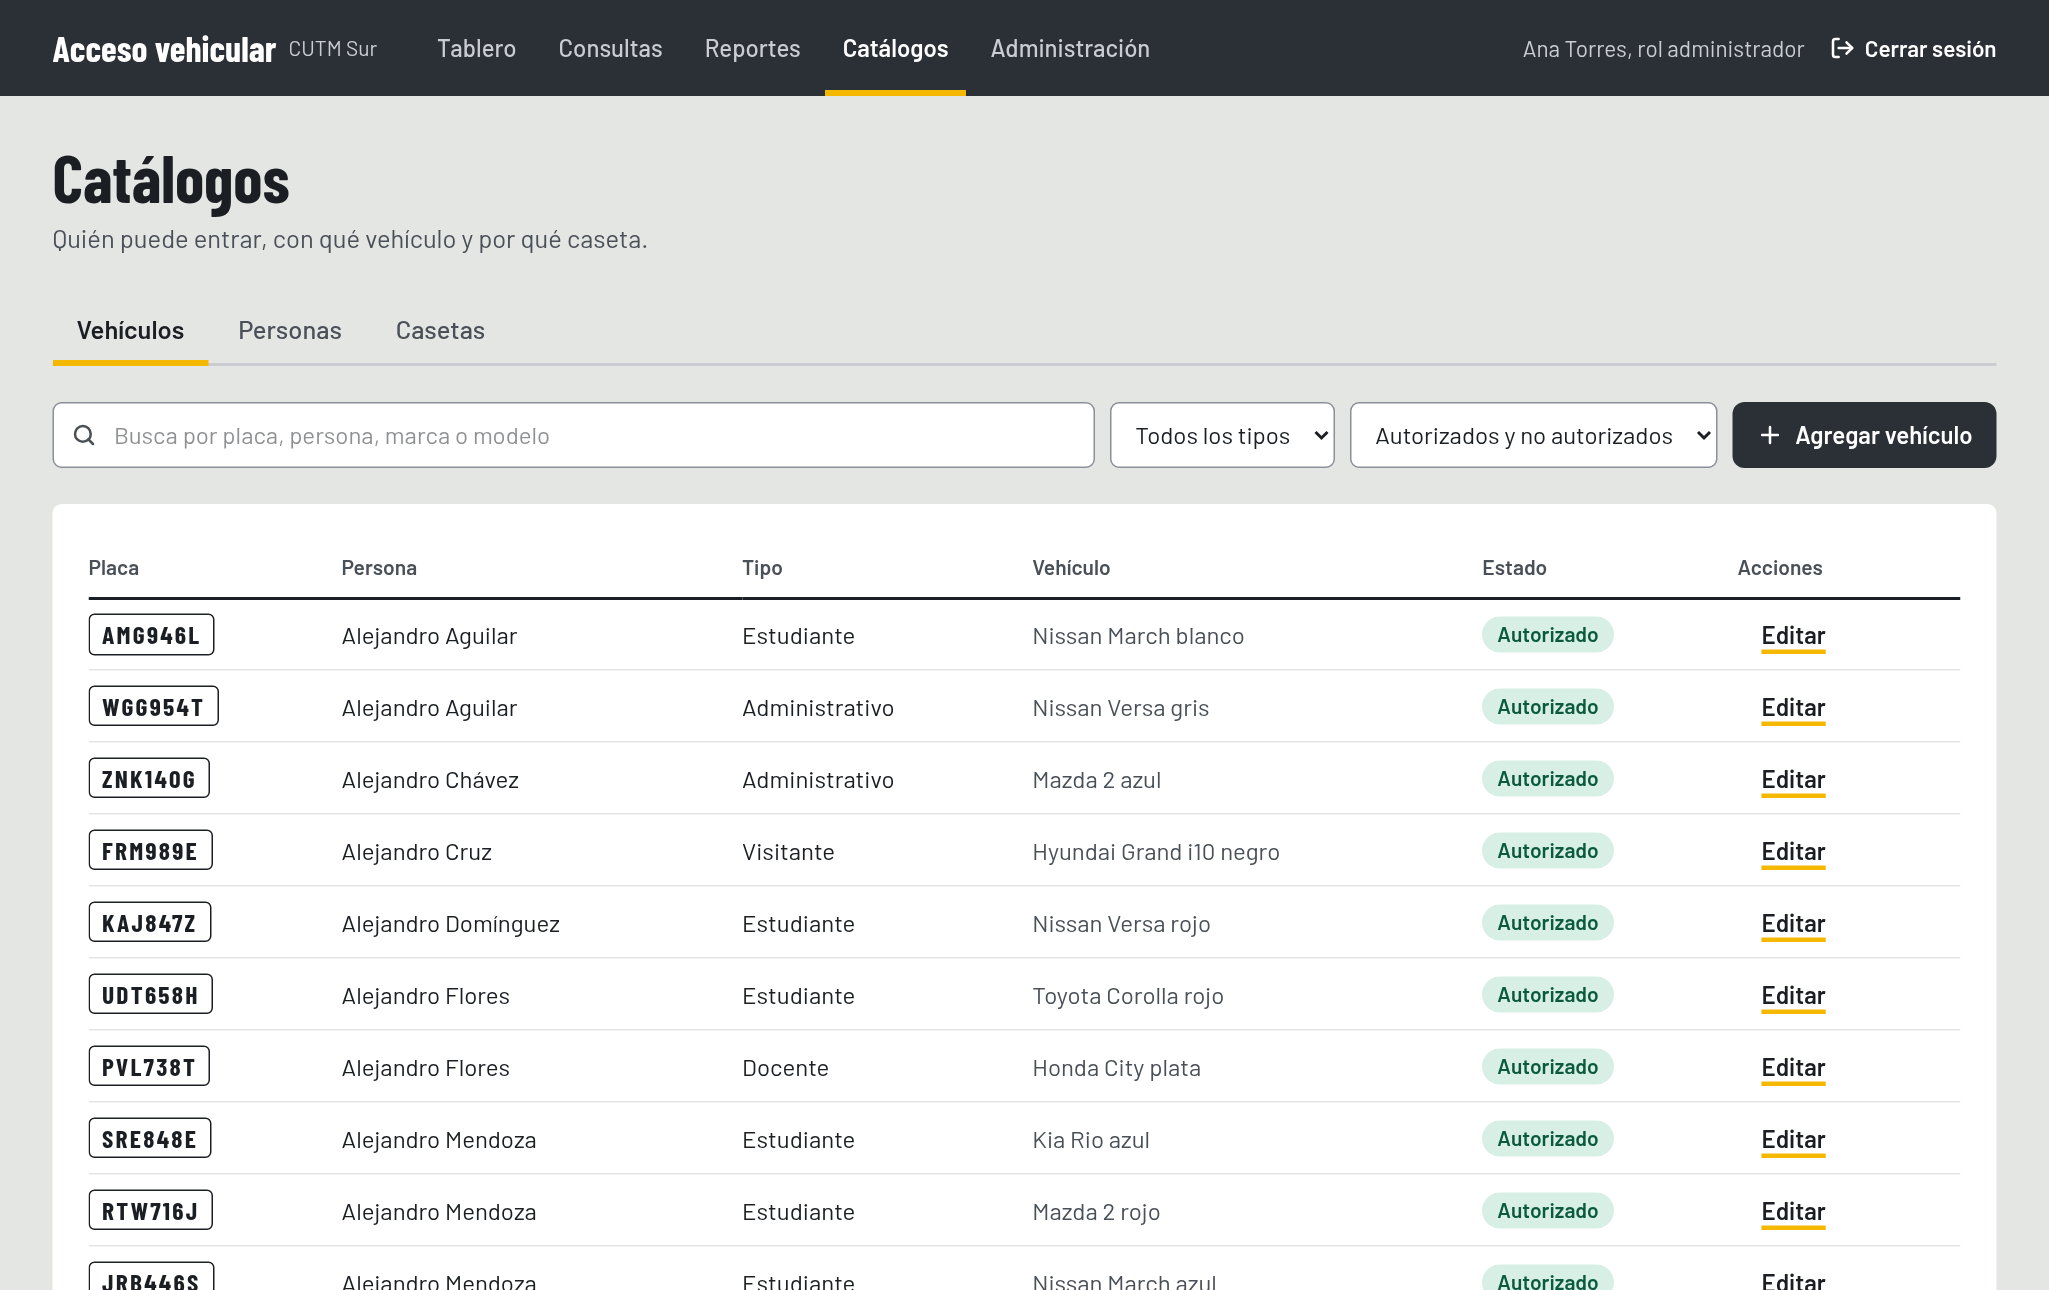 Acceso vehicular CUTM Sur Tablero Consultas Reportes Catálogos Administración Ana Torres, rol administrador Cerrar sesión
Catálogos
Quién puede entrar, con qué vehículo y por qué caseta.
Vehículos Personas Casetas
Busca por placa, persona, marca o modelo Todos los tipos Autorizados y no autorizados Agregar vehículo
Placa Persona Tipo Vehículo Estado Acciones
AMG946L Alejandro Aguilar Estudiante Nissan March blanco Autorizado Editar
WGG954T Alejandro Aguilar Administrativo Nissan Versa gris Autorizado Editar
ZNK140G Alejandro Chávez Administrativo Mazda 2 azul Autorizado Editar
FRM989E Alejandro Cruz Visitante Hyundai Grand i10 negro Autorizado Editar
KAJ847Z Alejandro Domínguez Estudiante Nissan Versa rojo Autorizado Editar
UDT658H Alejandro Flores Estudiante Toyota Corolla rojo Autorizado Editar
PVL738T Alejandro Flores Docente Honda City plata Autorizado Editar
SRE848E Alejandro Mendoza Estudiante Kia Rio azul Autorizado Editar
RTW716J Alejandro Mendoza Estudiante Mazda 2 rojo Autorizado Editar
JRB446S Alejandro Mendoza Estudiante Nissan March azul Autorizado Editar